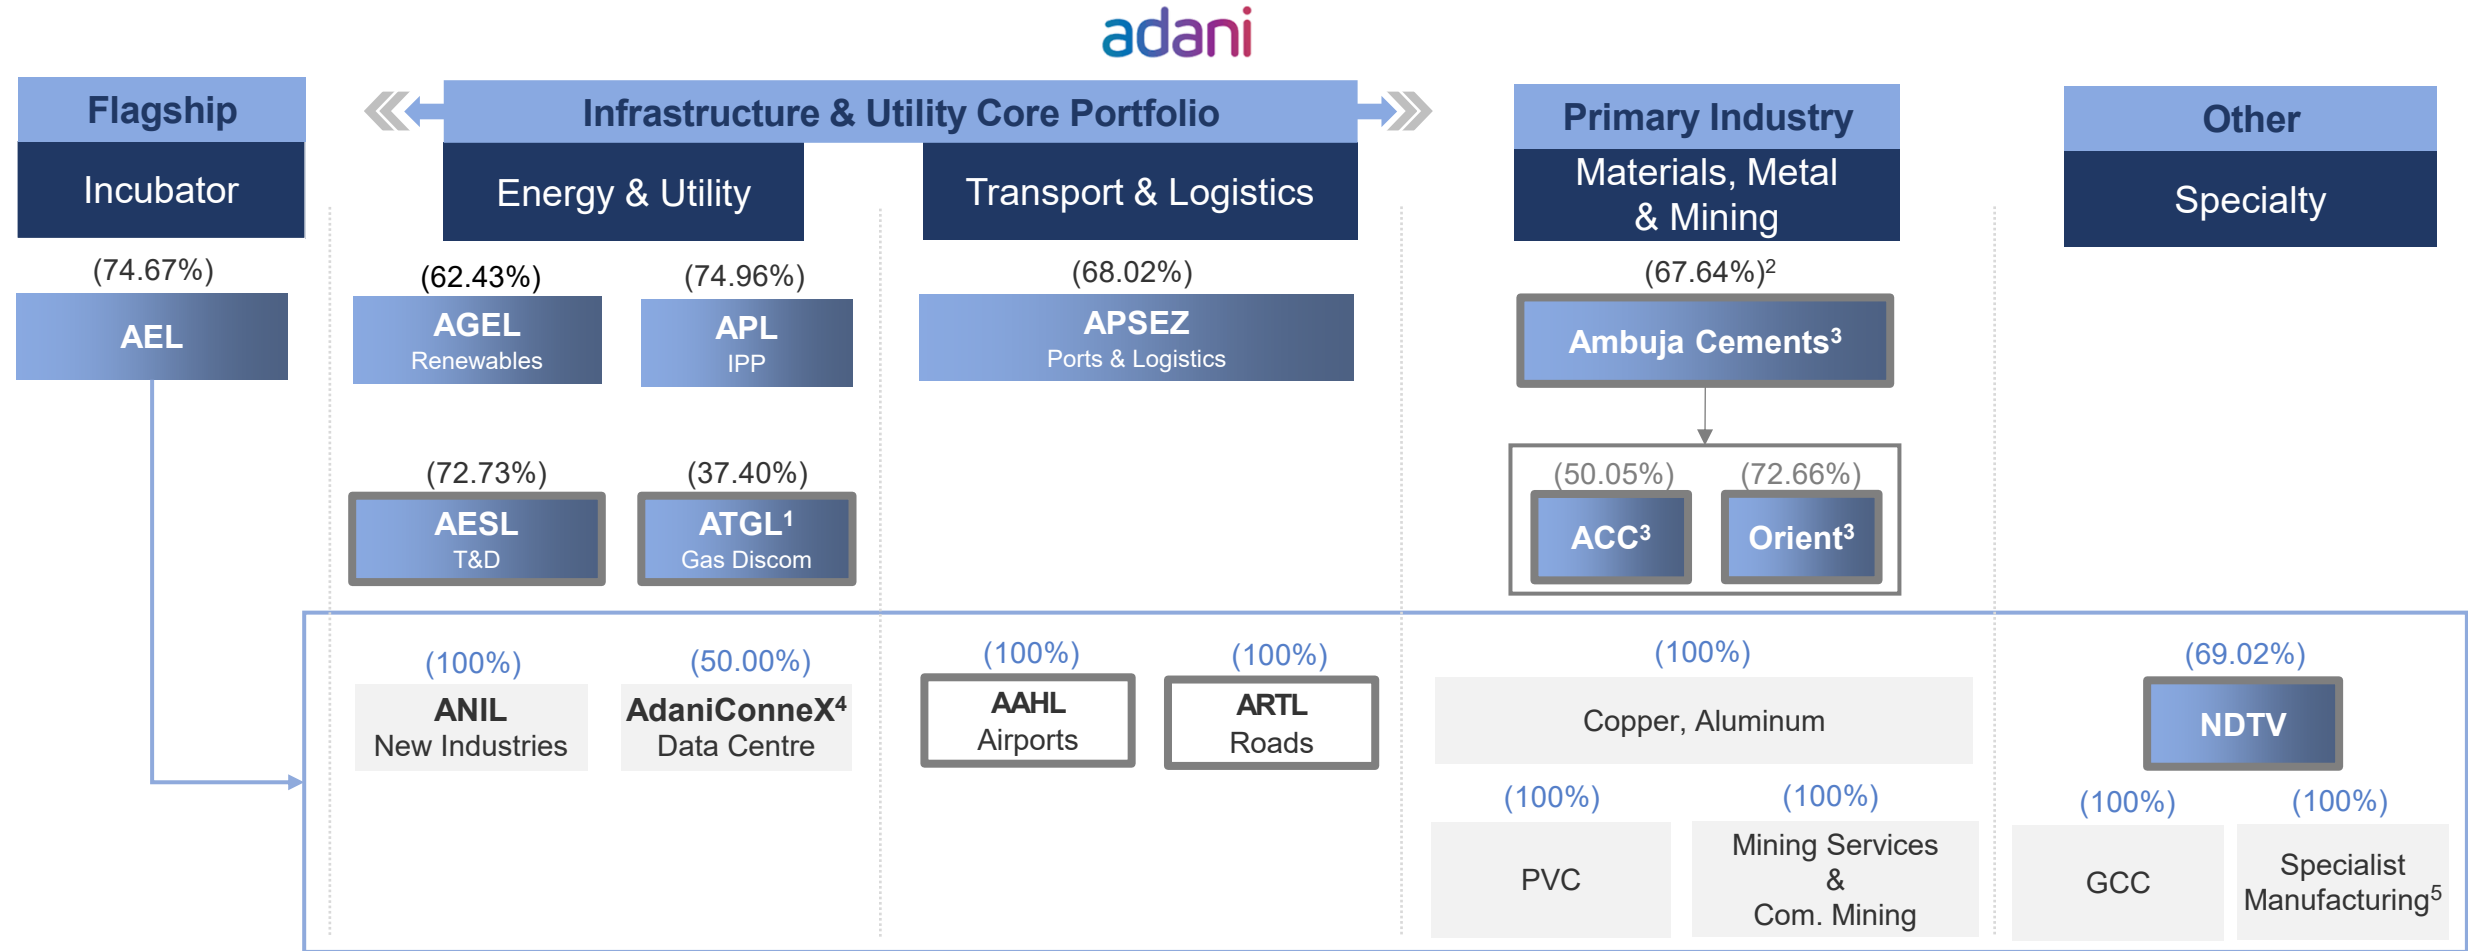 adani
Flagship
Infrastructure & Utility Core Portfolio
Primary Industry
Other
Incubator
Energy & Utility
Transport & Logistics
Materials, Metal
& Mining
Specialty
(74.67%)
AEL
(62.43%)
AGEL
Renewables
(74.96%)
APL
IPP
(68.02%)
APSEZ
Ports & Logistics
(67.64%)²
Ambuja Cements³
(72.73%)
AESL
T&D
(37.40%)
ATGL¹
Gas Discom
(50.05%)
ACC³
(72.66%)
Orient³
(100%)
ANIL
New Industries
(50.00%)
AdaniConneX⁴
Data Centre
(100%)
AAHL
Airports
(100%)
ARTL
Roads
(100%)
Copper, Aluminum
(69.02%)
NDTV
(100%)
PVC
(100%)
Mining Services
&
Com. Mining
(100%)
GCC
(100%)
Specialist
Manufacturing⁵